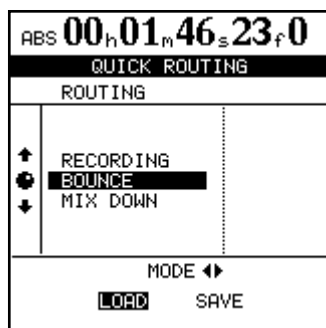 ABS 00h01m46s23f0
QUICK ROUTING
ROUTING
RECORDING
BOUNCE
MIX DOWN
MODE
LOAD SAVE